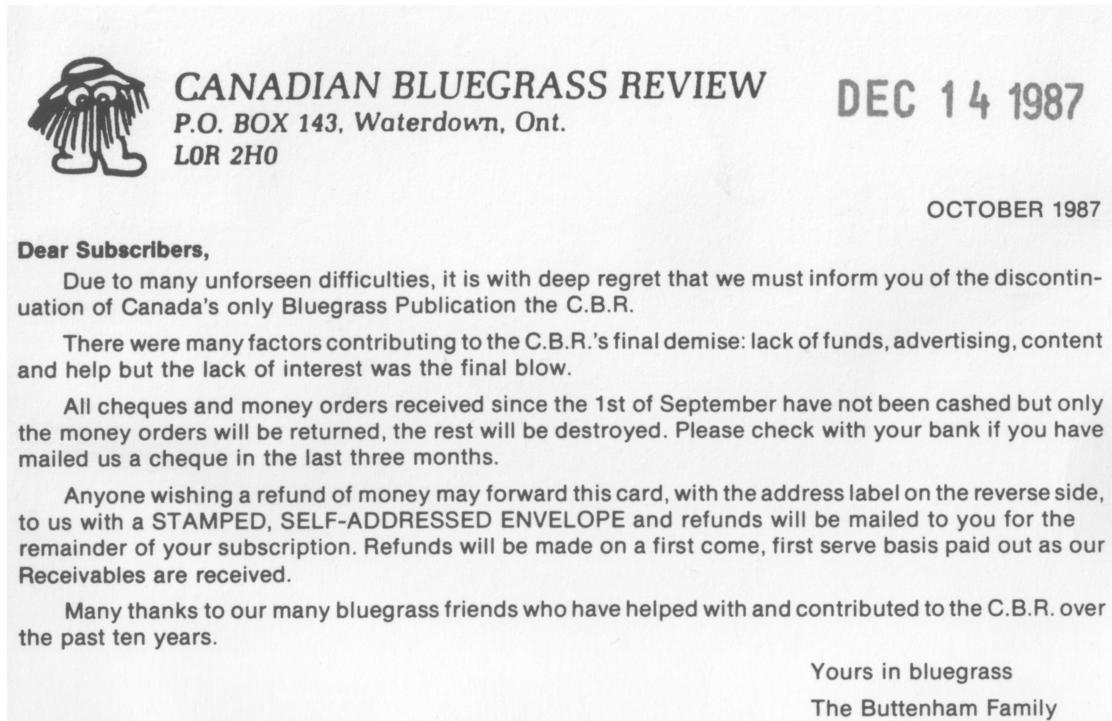 CANADIAN BLUEGRASS REVIEW
P.O. BOX 143, Waterdown, Ont.
L0R 2H0
DEC 14 1987
OCTOBER 1987
Dear Subscribers,
Due to many unforseen difficulties, it is with deep regret that we must inform you of the discontin-
uation of Canada's only Bluegrass Publication the C.B.R.
There were many factors contributing to the C.B.R.'s final demise: lack of funds, advertising, content
and help but the lack of interest was the final blow.
All cheques and money orders received since the 1st of September have not been cashed but only
the money orders will be returned, the rest will be destroyed. Please check with your bank if you have
mailed us a cheque in the last three months.
Anyone wishing a refund of money may forward this card, with the address label on the reverse side,
to us with a STAMPED, SELF-ADDRESSED ENVELOPE and refunds will be mailed to you for the
remainder of your subscription. Refunds will be made on a first come, first serve basis paid out as our
Receivables are received.
Many thanks to our many bluegrass friends who have helped with and contributed to the C.B.R. over
the past ten years.
Yours in bluegrass
The Buttenham Family